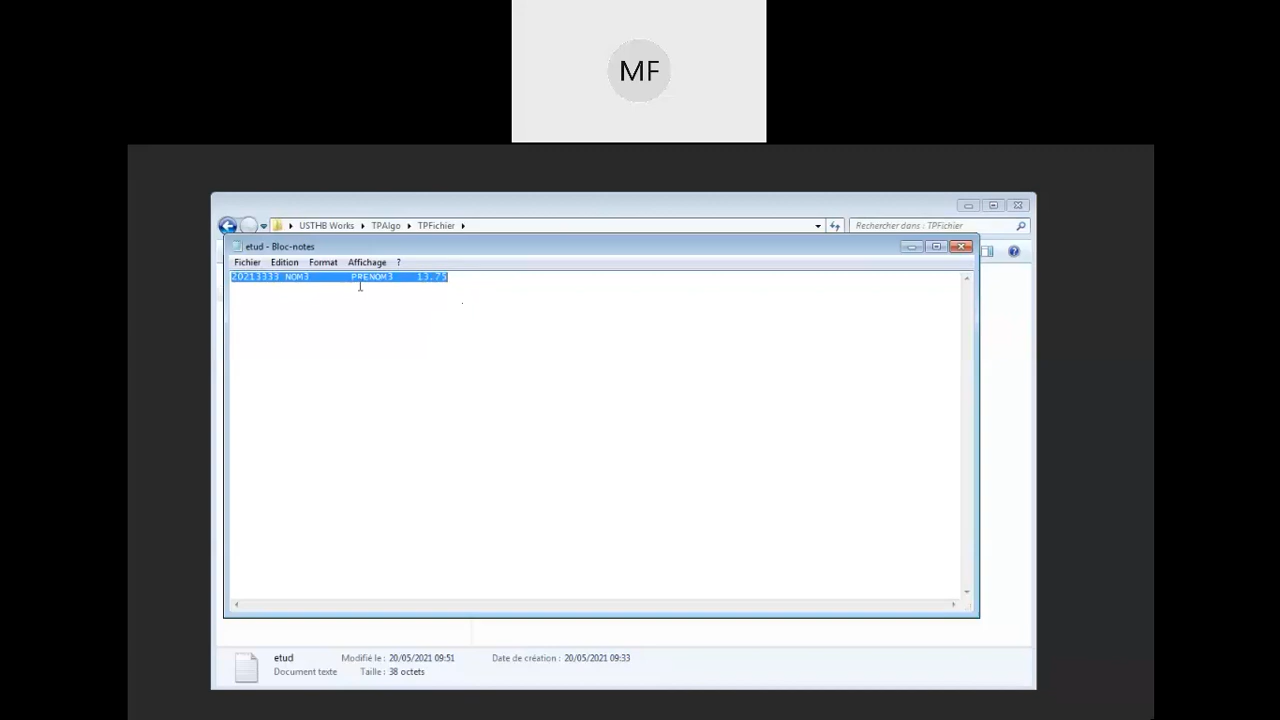 MF
USTHB Works TPAlgo TPFichier Rechercher dans : TPFichier
etud - Bloc-notes
Fichier Edition Format Affichage ?
20213333 NOM3 PRENOM3 13.75
etud Modifié le : 20/05/2021 09:51 Date de création : 20/05/2021 09:33
Document texte Taille : 38 octets